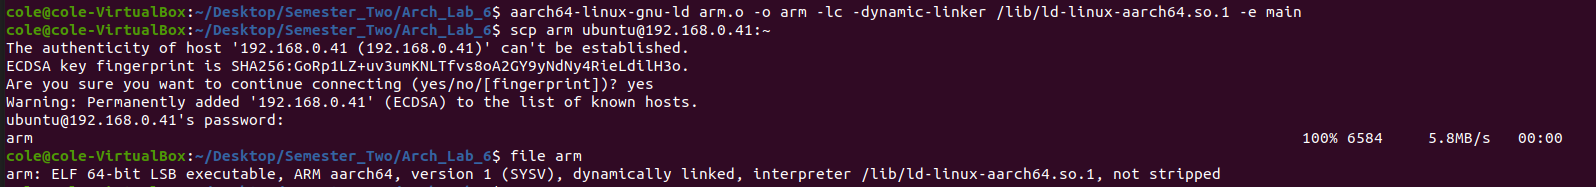 cole@cole-VirtualBox:~/Desktop/Semester_Two/Arch_Lab_6$ aarch64-linux-gnu-ld arm.o -o arm -lc -dynamic-linker /lib/ld-linux-aarch64.so.1 -e main
cole@cole-VirtualBox:~/Desktop/Semester_Two/Arch_Lab_6$ scp arm ubuntu@192.168.0.41:~
The authenticity of host '192.168.0.41 (192.168.0.41)' can't be established.
ECDSA key fingerprint is SHA256:GoRp1LZ+uv3umKNLTfvs8oA2GY9yNdNy4RieLdilH3o.
Are you sure you want to continue connecting (yes/no/[fingerprint])? yes
Warning: Permanently added '192.168.0.41' (ECDSA) to the list of known hosts.
ubuntu@192.168.0.41's password:
arm 100% 6584 5.8MB/s 00:00
cole@cole-VirtualBox:~/Desktop/Semester_Two/Arch_Lab_6$ file arm
arm: ELF 64-bit LSB executable, ARM aarch64, version 1 (SYSV), dynamically linked, interpreter /lib/ld-linux-aarch64.so.1, not stripped